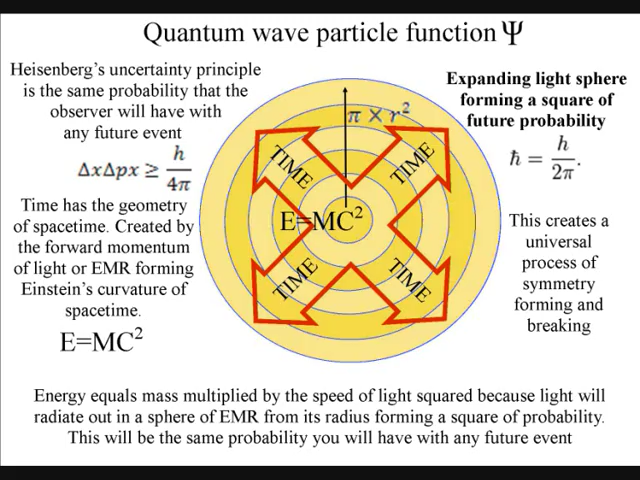 Quantum wave particle function Ψ
Heisenberg's uncertainty principle
is the same probability that the
observer will have with
any future event
ΔxΔpx ≥ h/4π
Time has the geometry
of spacetime. Created by
the forward momentum
of light or EMR forming
Einstein's curvature of
spacetime.
E=MC²
π × r²
TIME
TIME
E=MC²
TIME
TIME
Expanding light sphere
forming a square of
future probability
ħ = h/2π.
This creates a
universal
process of
symmetry
forming and
breaking
Energy equals mass multiplied by the speed of light squared because light will
radiate out in a sphere of EMR from its radius forming a square of probability.
This will be the same probability you will have with any future event